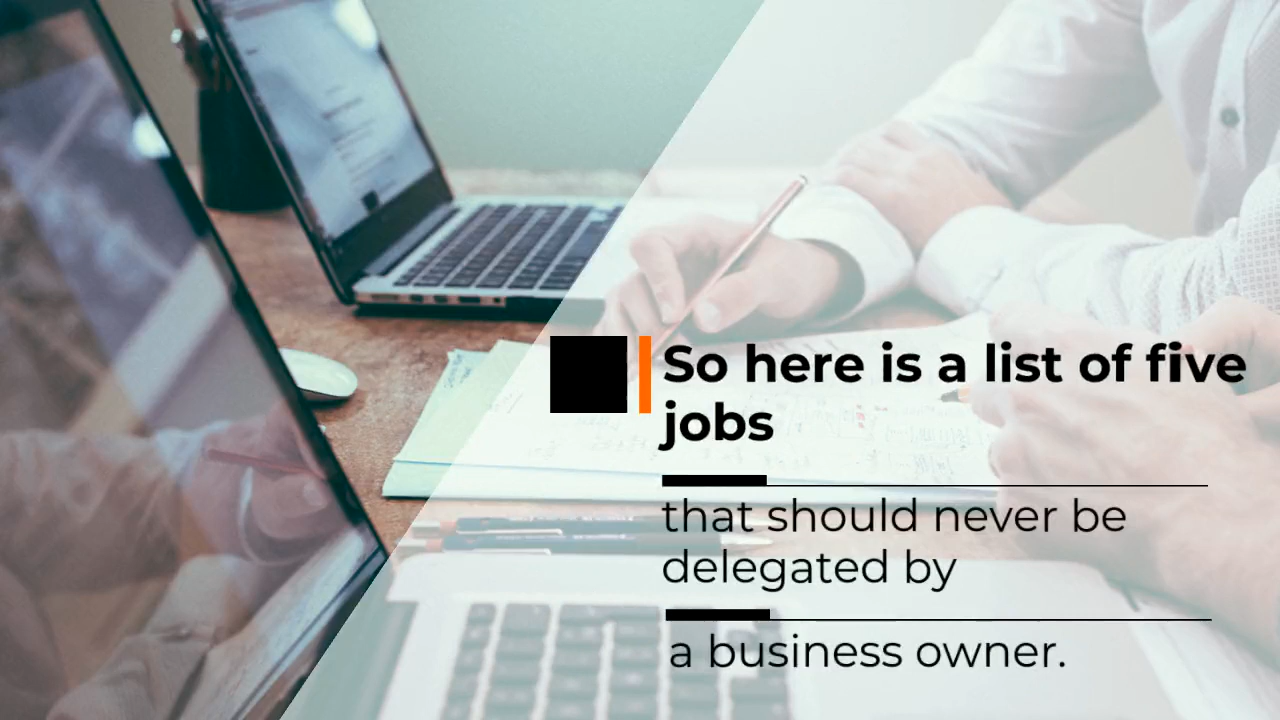 So here is a list of five
jobs
that should never be
delegated by
a business owner.